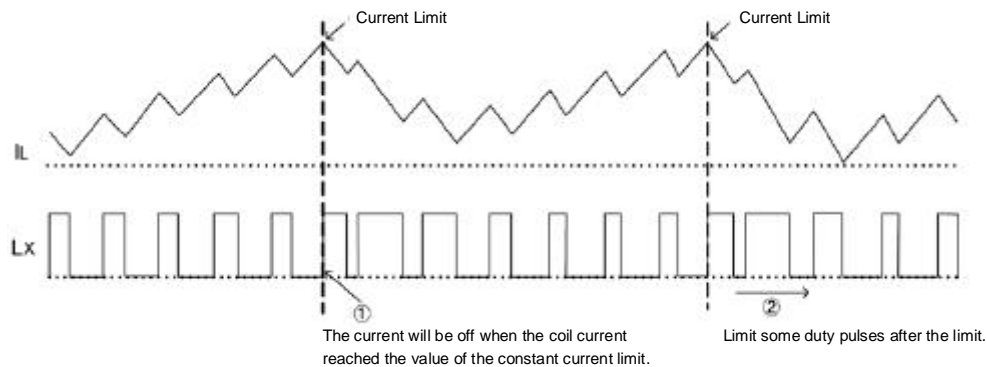 Current Limit
Current Limit
IL
Lx
①
②
The current will be off when the coil current
reached the value of the constant current limit.
Limit some duty pulses after the limit.